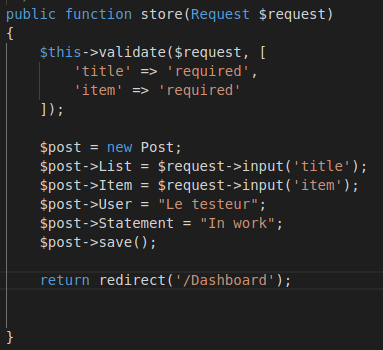 public function store(Request $request)
{
    $this->validate($request, [
        'title' => 'required',
        'item' => 'required'
    ]);
    $post = new Post;
    $post->List = $request->input('title');
    $post->Item = $request->input('item');
    $post->User = "Le testeur";
    $post->Statement = "In work";
    $post->save();
    return redirect('/Dashboard');
}